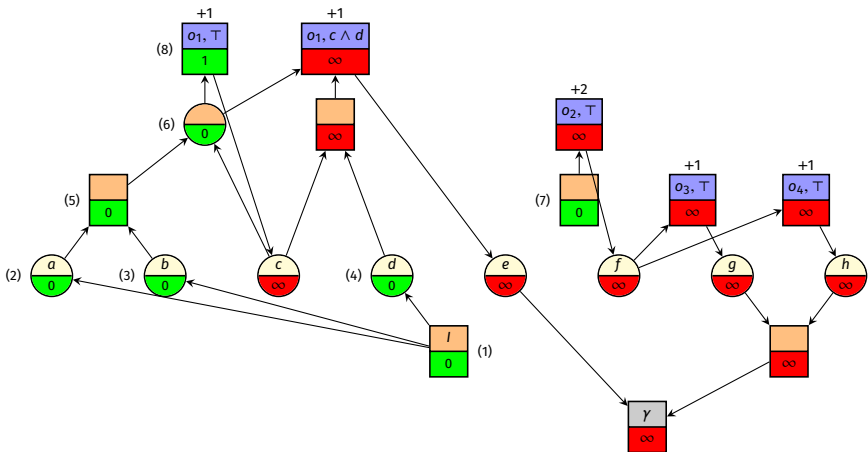 +1
+1
(8)
o₁, ⊤
1
o₁, c ∧ d
∞
+2
(6)
0
∞
o₂, ⊤
∞
+1
+1
(5)
0
(7)
0
o₃, ⊤
∞
o₄, ⊤
∞
(2)
a
0
(3)
b
0
c
∞
(4)
d
0
e
∞
f
∞
g
∞
h
∞
I
0
(1)
∞
γ
∞